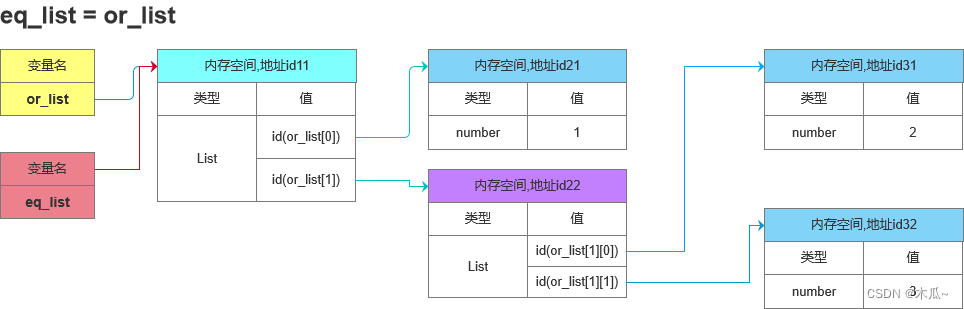 eq_list = or_list
变量名
or_list
变量名
eq_list
内存空间,地址id11
类型 值
List
id(or_list[0])
id(or_list[1])
内存空间,地址id21
类型 值
number 1
内存空间,地址id22
类型 值
List
id(or_list[1][0])
id(or_list[1][1])
内存空间,地址id31
类型 值
number 2
内存空间,地址id32
类型 值
number 3
CSDN @木瓜~